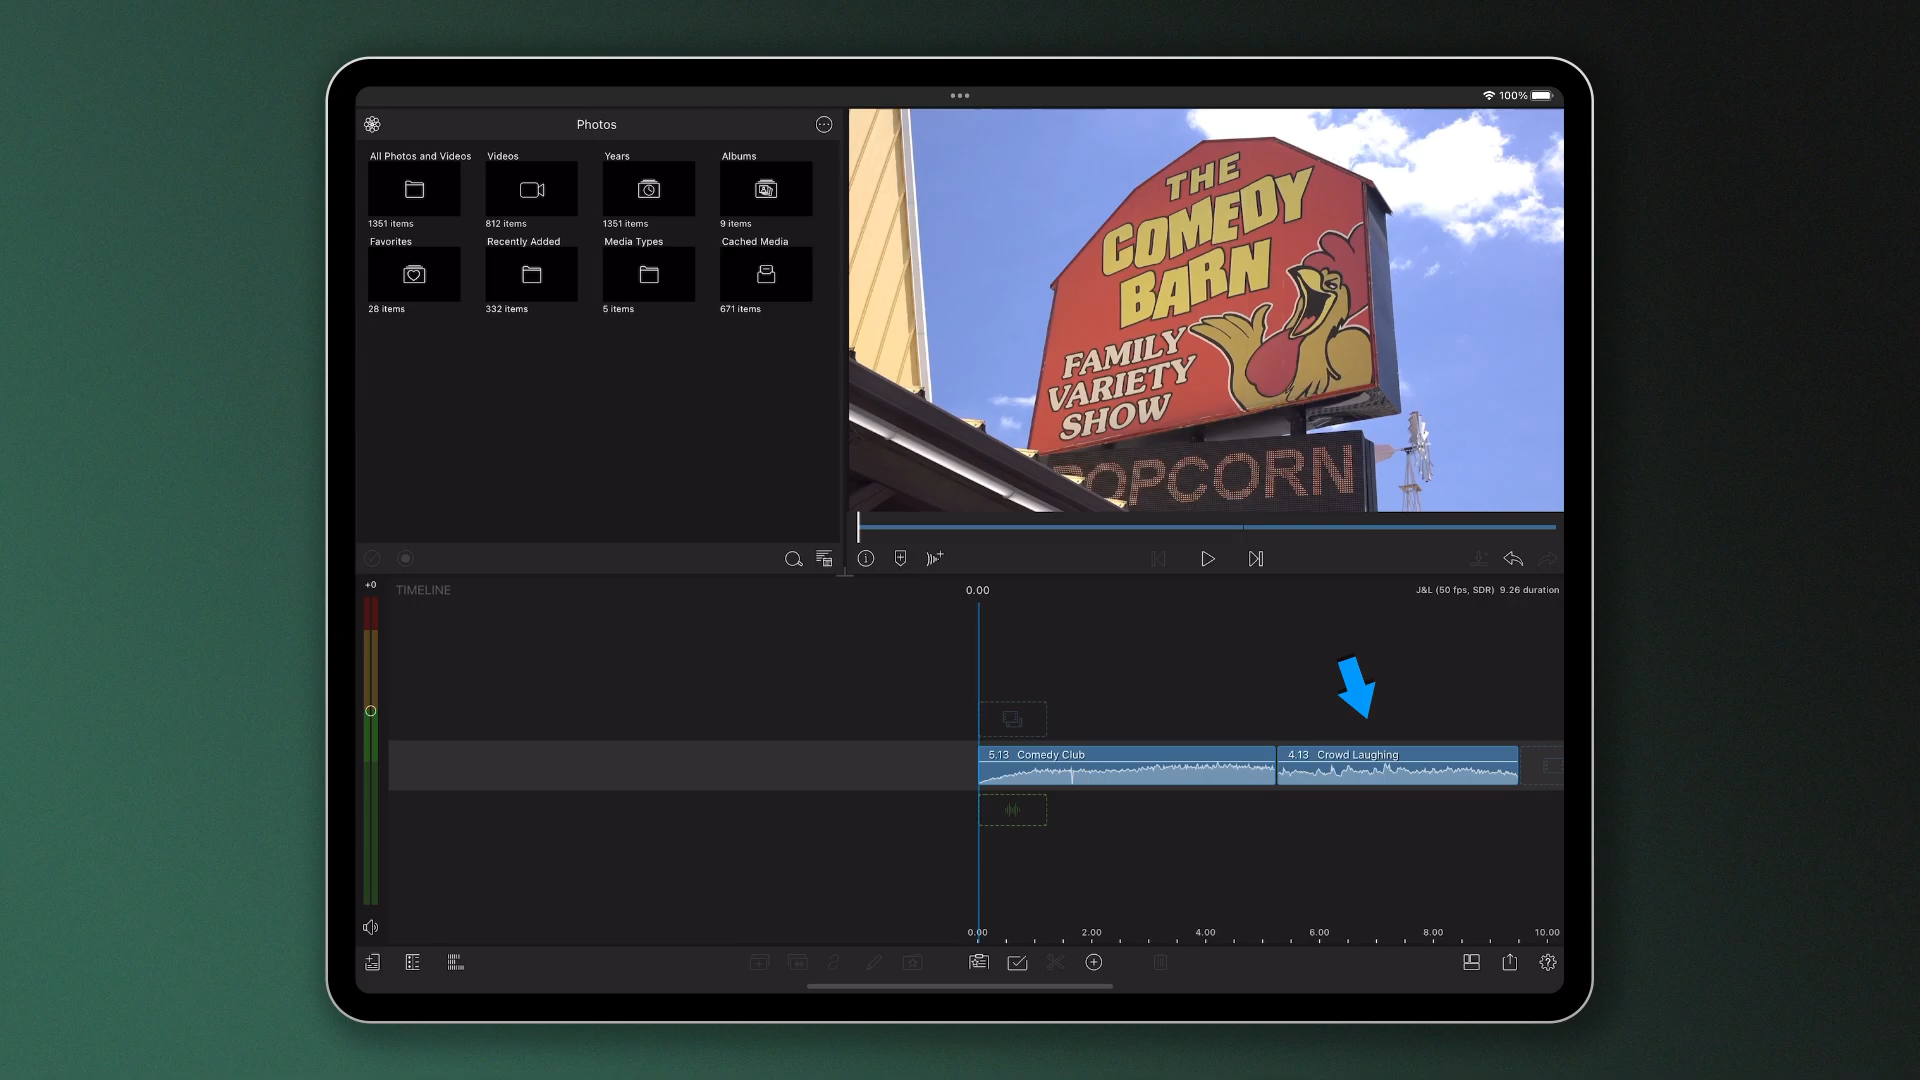 100%
Photos
All Photos and Videos
Videos
Years
Albums
1351 items
812 items
1351 items
9 items
Favorites
Recently Added
Media Types
Cached Media
28 items
332 items
5 items
671 items
THE
COMEDY
BARN
FAMILY
VARIETY
SHOW
POPCORN
+0
TIMELINE
0.00
J&L (50 fps, SDR) 9.26 duration
5.13 Comedy Club
4.13 Crowd Laughing
0.00
2.00
4.00
6.00
8.00
10.00